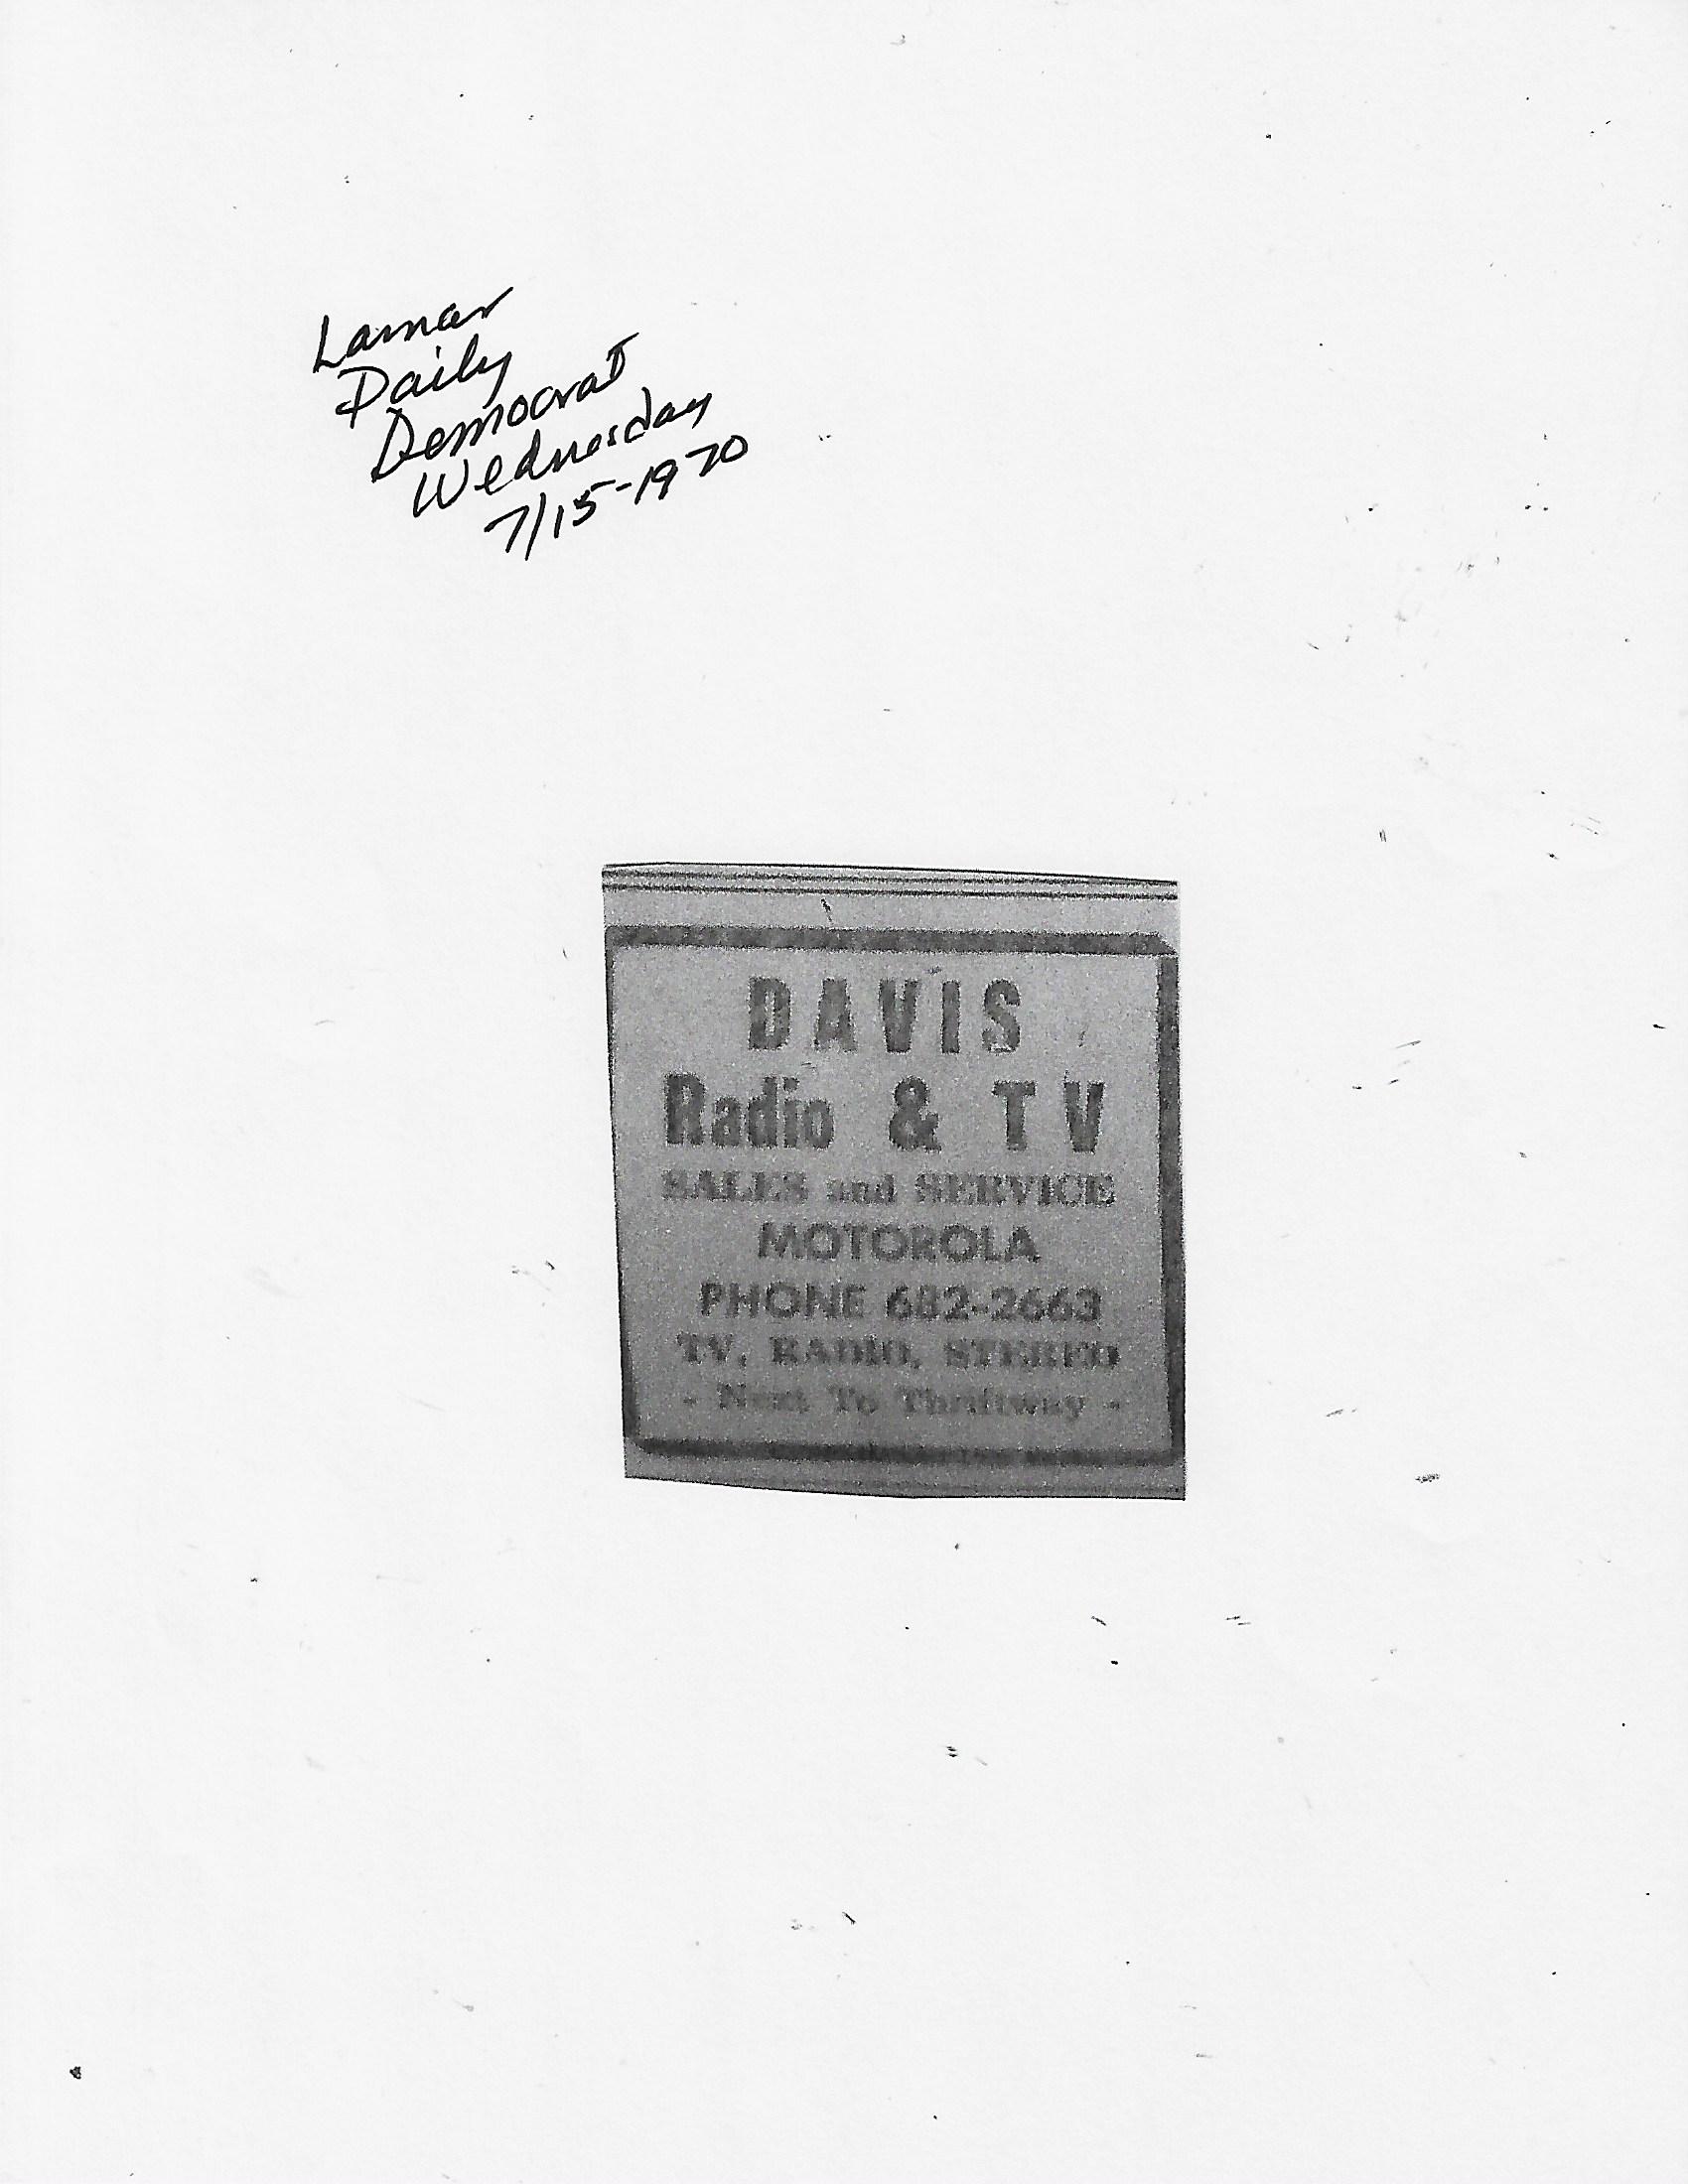 Lamar
Daily
Democrat
Wednesday
7/15-1970
DAVIS
Radio & TV
SALES and SERVICE
MOTOROLA
PHONE 682-2663
TV, RADIO, STEREO
- Next To Thriftway -